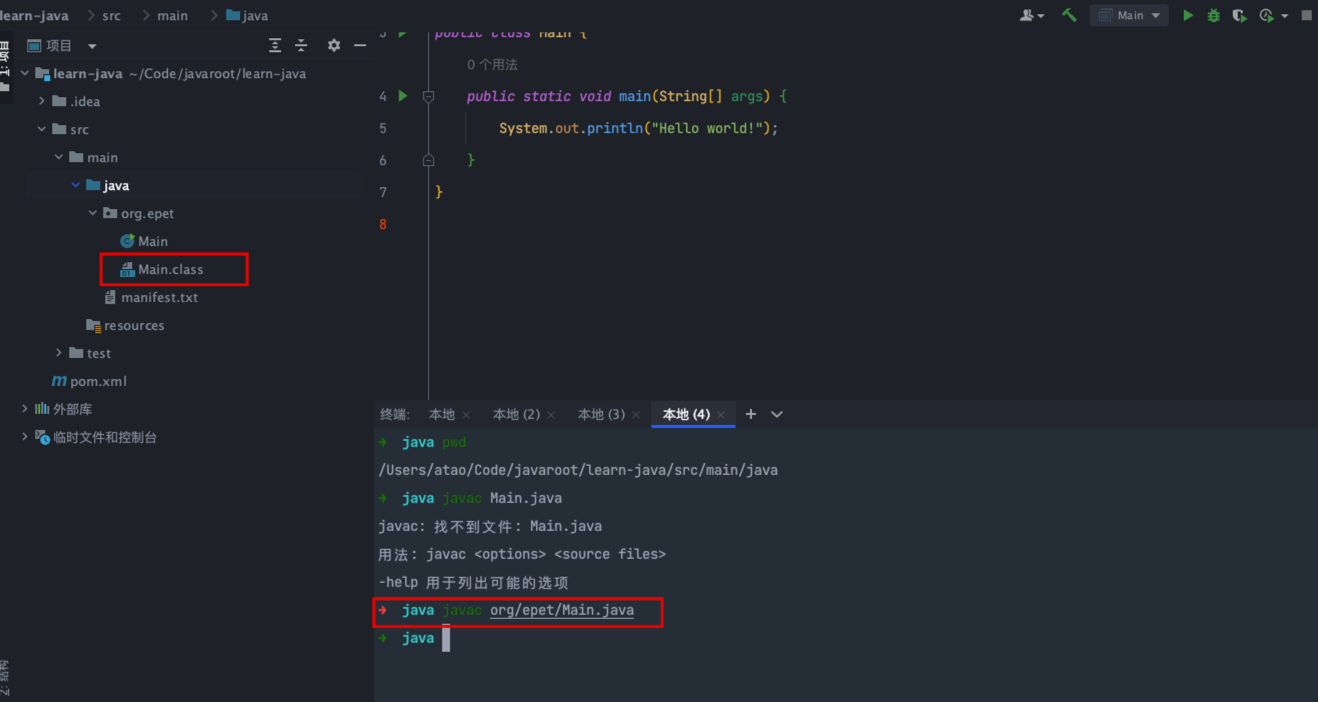 learn-java src main java
Main
1: 项目
项目
learn-java ~/Code/javaroot/learn-java
.idea
src
main
java
org.epet
Main
Main.class
manifest.txt
resources
test
pom.xml
外部库
临时文件和控制台
2: 结构
3 public class Main {
0 个用法
4 public static void main(String[] args) {
5 System.out.println("Hello world!");
6 }
7 }
8
终端: 本地 本地 (2) 本地 (3) 本地 (4)
java pwd
/Users/atao/Code/javaroot/learn-java/src/main/java
java javac Main.java
javac: 找不到文件: Main.java
用法: javac <options> <source files>
-help 用于列出可能的选项
java javac org/epet/Main.java
java